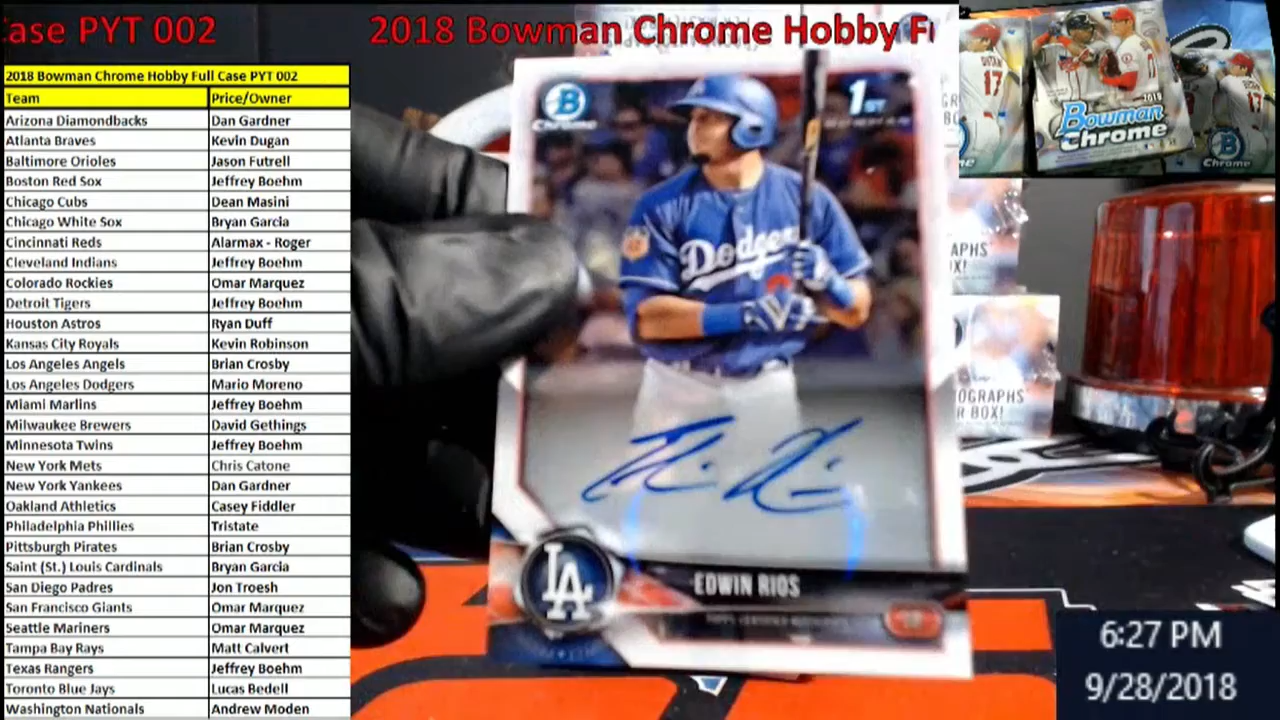 ase PYT 002
2018 Bowman Chrome Hobby F
2018 Bowman Chrome Hobby Full Case PYT 002
Team Price/Owner
Arizona Diamondbacks Dan Gardner
Atlanta Braves Kevin Dugan
Baltimore Orioles Jason Futrell
Boston Red Sox Jeffrey Boehm
Chicago Cubs Dean Masini
Chicago White Sox Bryan Garcia
Cincinnati Reds Alarmax - Roger
Cleveland Indians Jeffrey Boehm
Colorado Rockies Omar Marquez
Detroit Tigers Jeffrey Boehm
Houston Astros Ryan Duff
Kansas City Royals Kevin Robinson
Los Angeles Angels Brian Crosby
Los Angeles Dodgers Mario Moreno
Miami Marlins Jeffrey Boehm
Milwaukee Brewers David Gethings
Minnesota Twins Jeffrey Boehm
New York Mets Chris Catone
New York Yankees Dan Gardner
Oakland Athletics Casey Fiddler
Philadelphia Phillies Tristate
Pittsburgh Pirates Brian Crosby
Saint (St.) Louis Cardinals Bryan Garcia
San Diego Padres Jon Troesh
San Francisco Giants Omar Marquez
Seattle Mariners Omar Marquez
Tampa Bay Rays Matt Calvert
Texas Rangers Jeffrey Boehm
Toronto Blue Jays Lucas Bedell
Washington Nationals Andrew Moden
B
Chrome
1ST
Dodgers
LA
EDWIN RIOS
17
2018
Bowman
Chrome
17
B
Chrome
APHS
X!
OGRAPHS
R BOX!
6:27 PM
9/28/2018